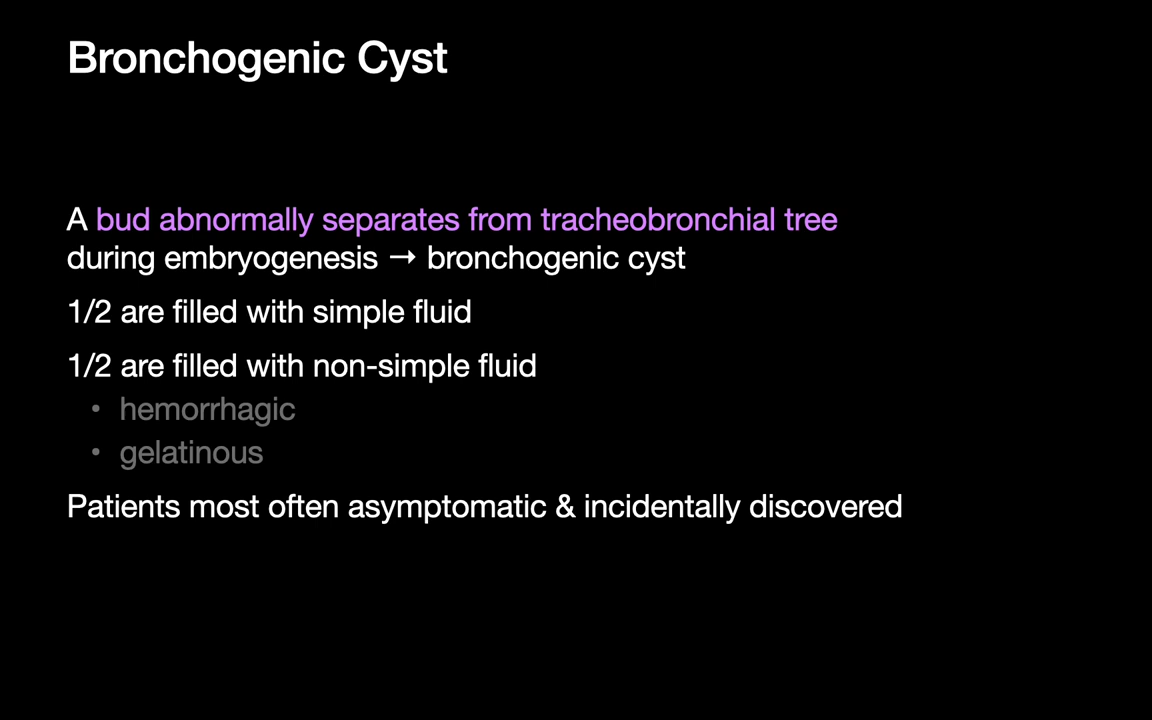 Bronchogenic Cyst
A bud abnormally separates from tracheobronchial tree
during embryogenesis → bronchogenic cyst
1/2 are filled with simple fluid
1/2 are filled with non-simple fluid
• hemorrhagic
• gelatinous
Patients most often asymptomatic & incidentally discovered